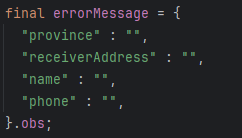 final errorMessage = {
  "province" : "",
  "receiverAddress" : "",
  "name" : "",
  "phone" : "",
}.obs;